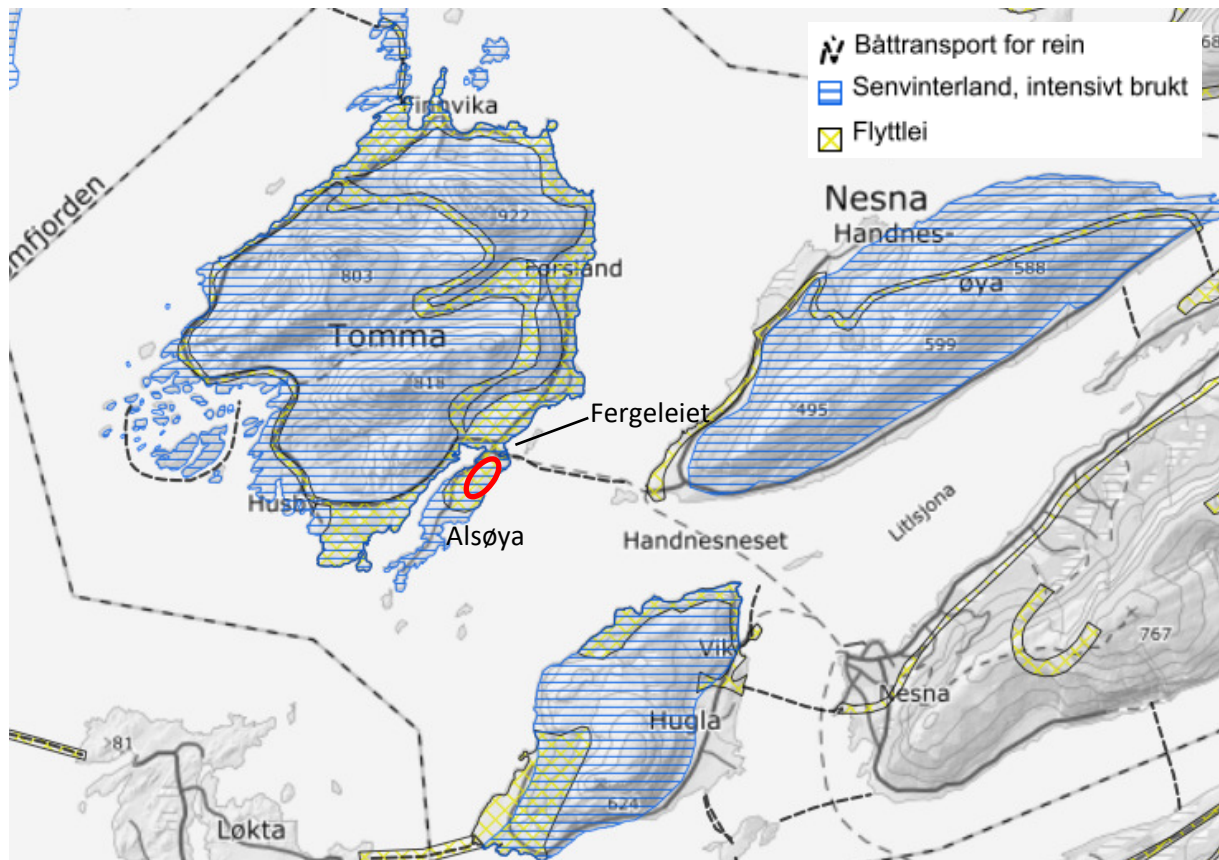 Båttransport for rein
Senvinterland, intensivt brukt
Flyttlei
Finnvika
Nesna
Handnes-
øya
922
mfjorden
Forsland
803
588
Tomma
599
818
495
Fergeleiet
Husby
Alsøya
Handnesneset
Litlsjona
767
Vik
Nesna
Hugla
81
624
Løkta